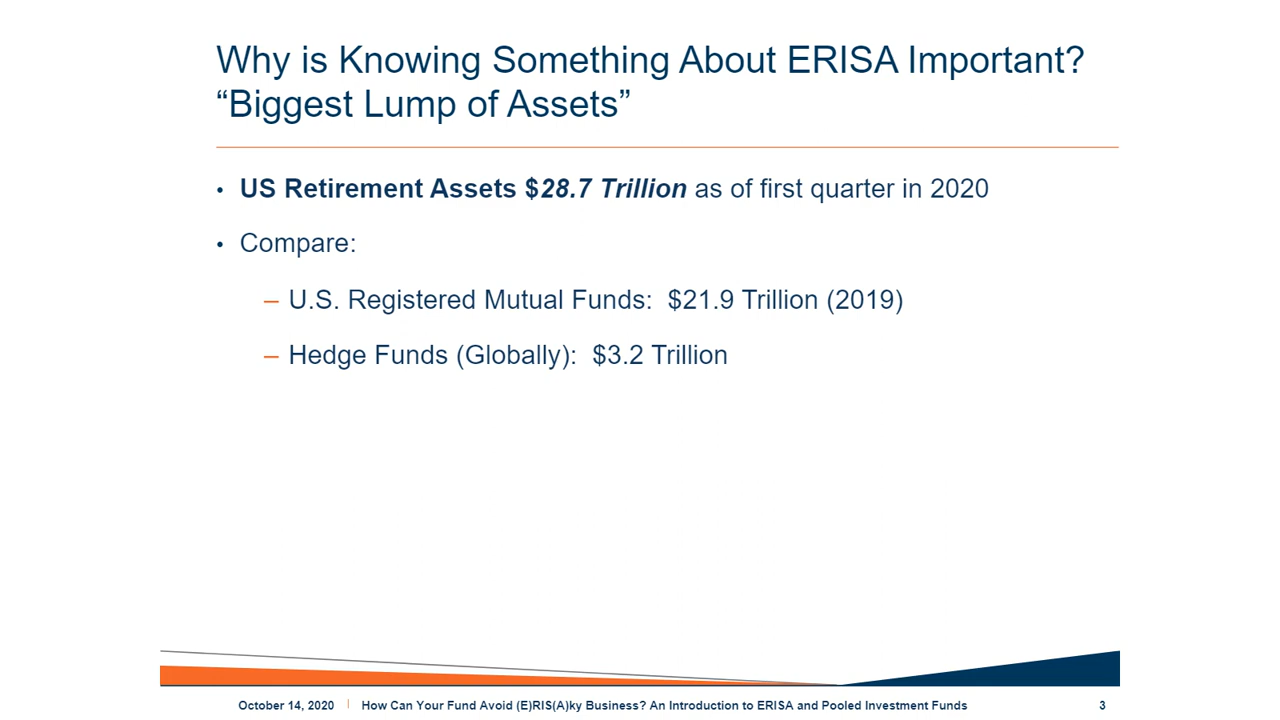 Why is Knowing Something About ERISA Important?
“Biggest Lump of Assets”
• US Retirement Assets $28.7 Trillion as of first quarter in 2020
• Compare:
– U.S. Registered Mutual Funds:  $21.9 Trillion (2019)
– Hedge Funds (Globally):  $3.2 Trillion
October 14, 2020 | How Can Your Fund Avoid (E)RIS(A)ky Business? An Introduction to ERISA and Pooled Investment Funds 3